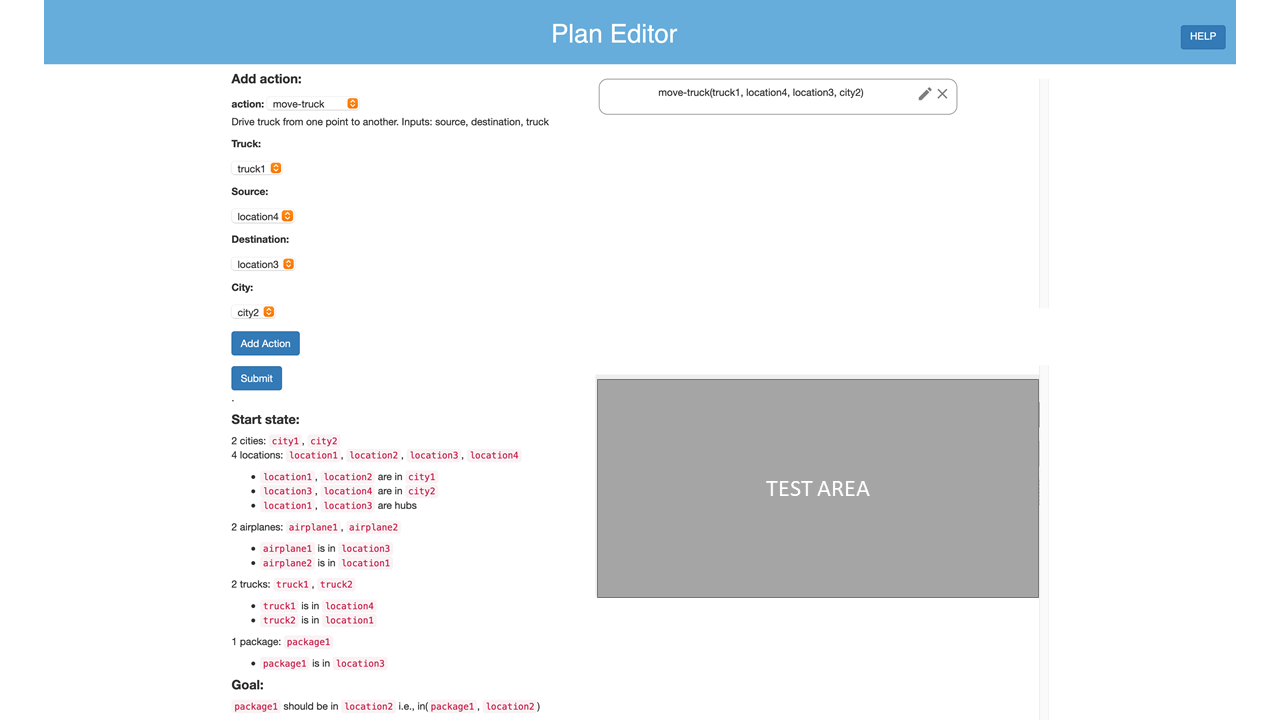 Plan Editor
HELP
Add action:
action: move-truck
Drive truck from one point to another. Inputs: source, destination, truck
Truck:
truck1
Source:
location4
Destination:
location3
City:
city2
Add Action
Submit
.
Start state:
2 cities: city1, city2
4 locations: location1, location2, location3, location4
• location1, location2 are in city1
• location3, location4 are in city2
• location1, location3 are hubs
2 airplanes: airplane1, airplane2
• airplane1 is in location3
• airplane2 is in location1
2 trucks: truck1, truck2
• truck1 is in location4
• truck2 is in location1
1 package: package1
• package1 is in location3
Goal:
package1 should be in location2 i.e., in(package1, location2)
move-truck(truck1, location4, location3, city2)
TEST AREA